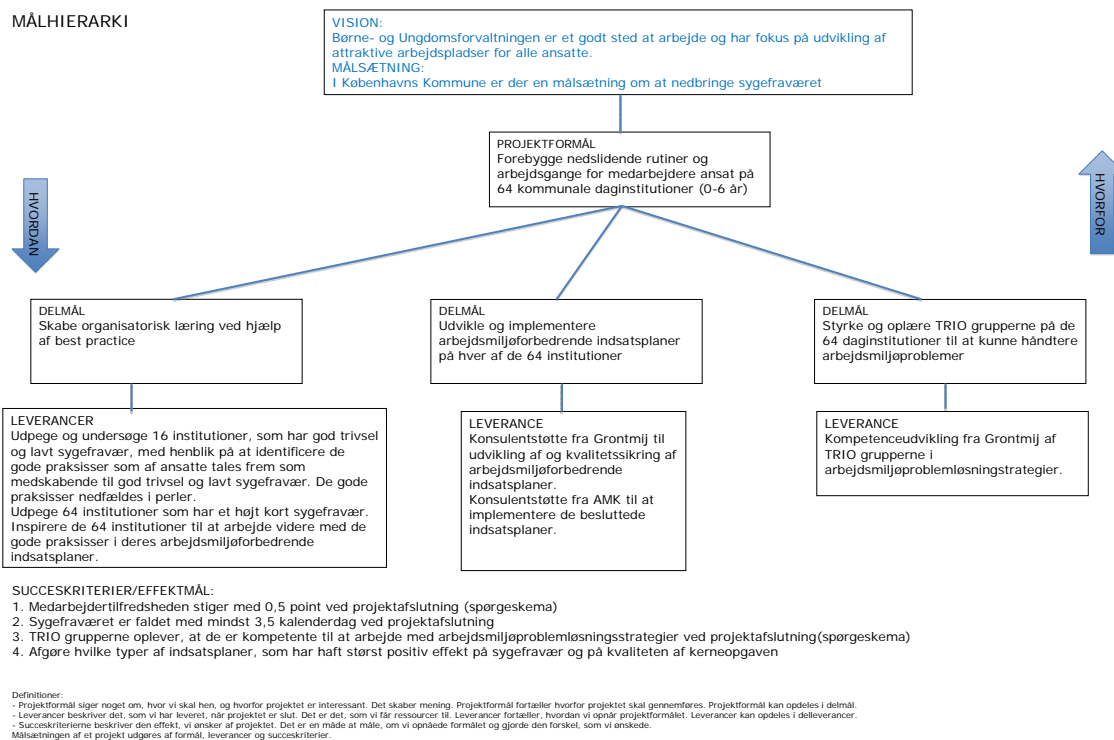 MÅLHIERARKI
VISION:
Børne- og Ungdomsforvaltningen er et godt sted at arbejde og har fokus på udvikling af
attraktive arbejdspladser for alle ansatte.
MÅLSÆTNING:
I Københavns Kommune er der en målsætning om at nedbringe sygefraværet
PROJEKTFORMÅL
Forebygge nedslidende rutiner og
arbejdsgange for medarbejdere ansat på
64 kommunale daginstitutioner (0-6 år)
HVORDAN
HVORFOR
DELMÅL
Skabe organisatorisk læring ved hjælp
af best practice
DELMÅL
Udvikle og implementere
arbejdsmiljøforbedrende indsatsplaner
på hver af de 64 institutioner
DELMÅL
Styrke og oplære TRIO grupperne på de
64 daginstitutioner til at kunne håndtere
arbejdsmiljøproblemer
LEVERANCER
Udpege og undersøge 16 institutioner, som har god trivsel
og lavt sygefravær, med henblik på at identificere de
gode praksisser som af ansatte tales frem som
medskabende til god trivsel og lavt sygefravær. De gode
praksisser nedfældes i perler.
Udpege 64 institutioner som har et højt kort sygefravær.
Inspirere de 64 institutioner til at arbejde videre med de
gode praksisser i deres arbejdsmiljøforbedrende
indsatsplaner.
LEVERANCE
Konsulentstøtte fra Grontmij til
udvikling af og kvalitetssikring af
arbejdsmiljøforbedrende
indsatsplaner.
Konsulentstøtte fra AMK til at
implementere de besluttede
indsatsplaner.
LEVERANCE
Kompetenceudvikling fra Grontmij af
TRIO grupperne i
arbejdsmiljøproblemløsningstrategier.
SUCCESKRITERIER/EFFEKTMÅL:
1. Medarbejdertilfredsheden stiger med 0,5 point ved projektafslutning (spørgeskema)
2. Sygefraværet er faldet med mindst 3,5 kalenderdag ved projektafslutning
3. TRIO grupperne oplever, at de er kompetente til at arbejde med arbejdsmiljøproblemløsningsstrategier ved projektafslutning(spørgeskema)
4. Afgøre hvilke typer af indsatsplaner, som har haft størst positiv effekt på sygefravær og på kvaliteten af kerneopgaven
Definitioner:
- Projektformål siger noget om, hvor vi skal hen, og hvorfor projektet er interessant. Det skaber mening. Projektformål fortæller hvorfor projektet skal gennemføres. Projektformål kan opdeles i delmål.
- Leverancer beskriver det, som vi har leveret, når projektet er slut. Det er det, som vi får ressourcer til. Leverancer fortæller, hvordan vi opnår projektformålet. Leverancer kan opdeles i delleverancer.
- Succeskriterierne beskriver den effekt, vi ønsker af projektet. Det er en måde at måle, om vi opnåede formålet og gjorde den forskel, som vi ønskede.
Målsætningen af et projekt udgøres af formål, leverancer og succeskriterier.